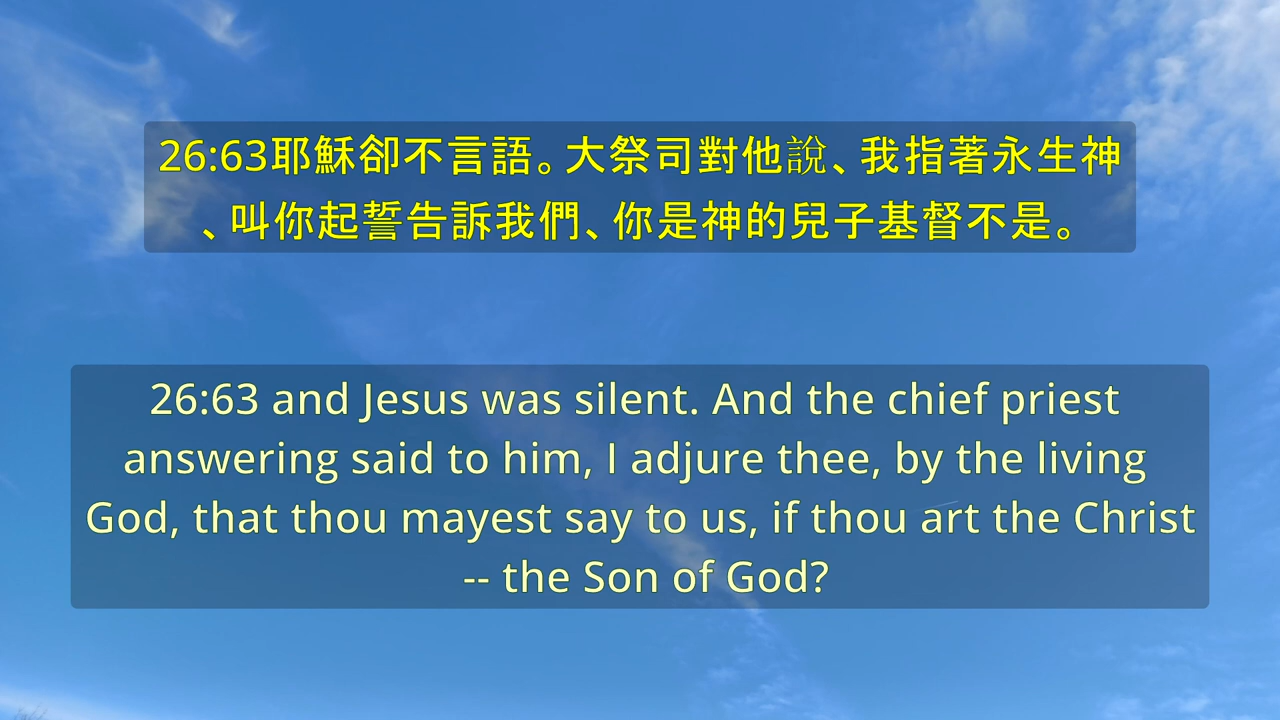 26:63耶穌卻不言語。大祭司對他說、我指著永生神
、叫你起誓告訴我們、你是神的兒子基督不是。
26:63 and Jesus was silent. And the chief priest
answering said to him, I adjure thee, by the living
God, that thou mayest say to us, if thou art the Christ
-- the Son of God?